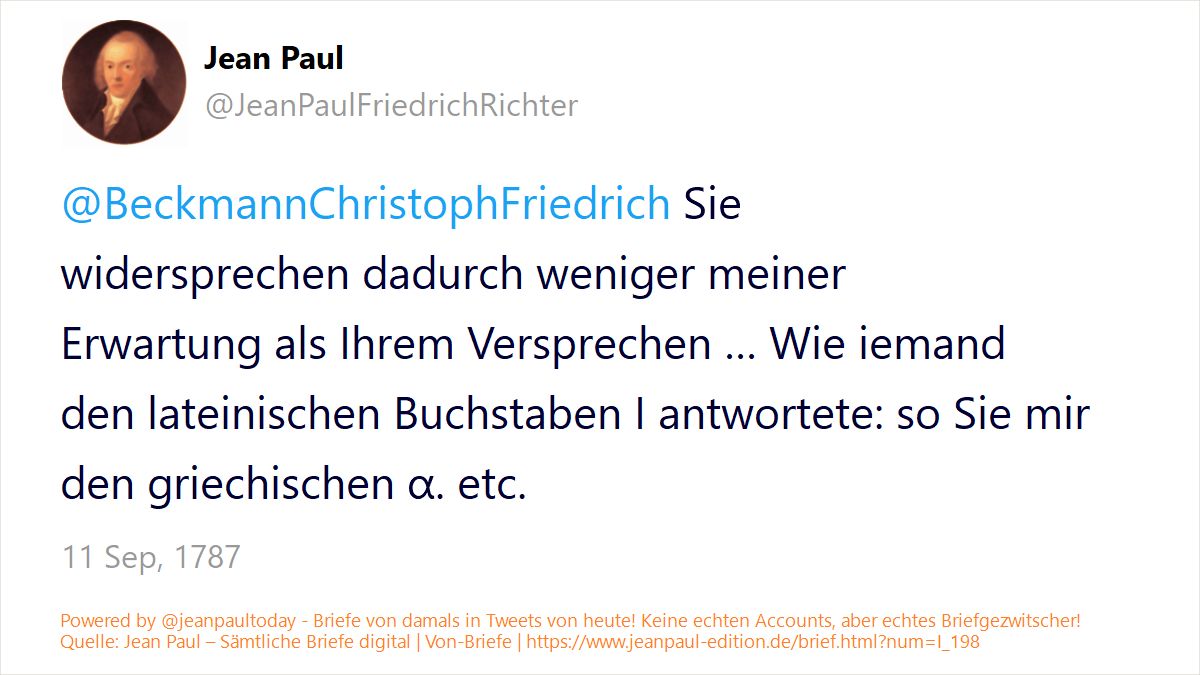 Jean Paul
@JeanPaulFriedrichRichter
@BeckmannChristophFriedrich Sie
widersprechen dadurch weniger meiner
Erwartung als Ihrem Versprechen ... Wie iemand
den lateinischen Buchstaben I antwortete: so Sie mir
den griechischen α. etc.
11 Sep, 1787
Powered by @jeanpaultoday - Briefe von damals in Tweets von heute! Keine echten Accounts, aber echtes Briefgezwitscher!
Quelle: Jean Paul – Sämtliche Briefe digital | Von-Briefe | https://www.jeanpaul-edition.de/brief.html?num=I_198